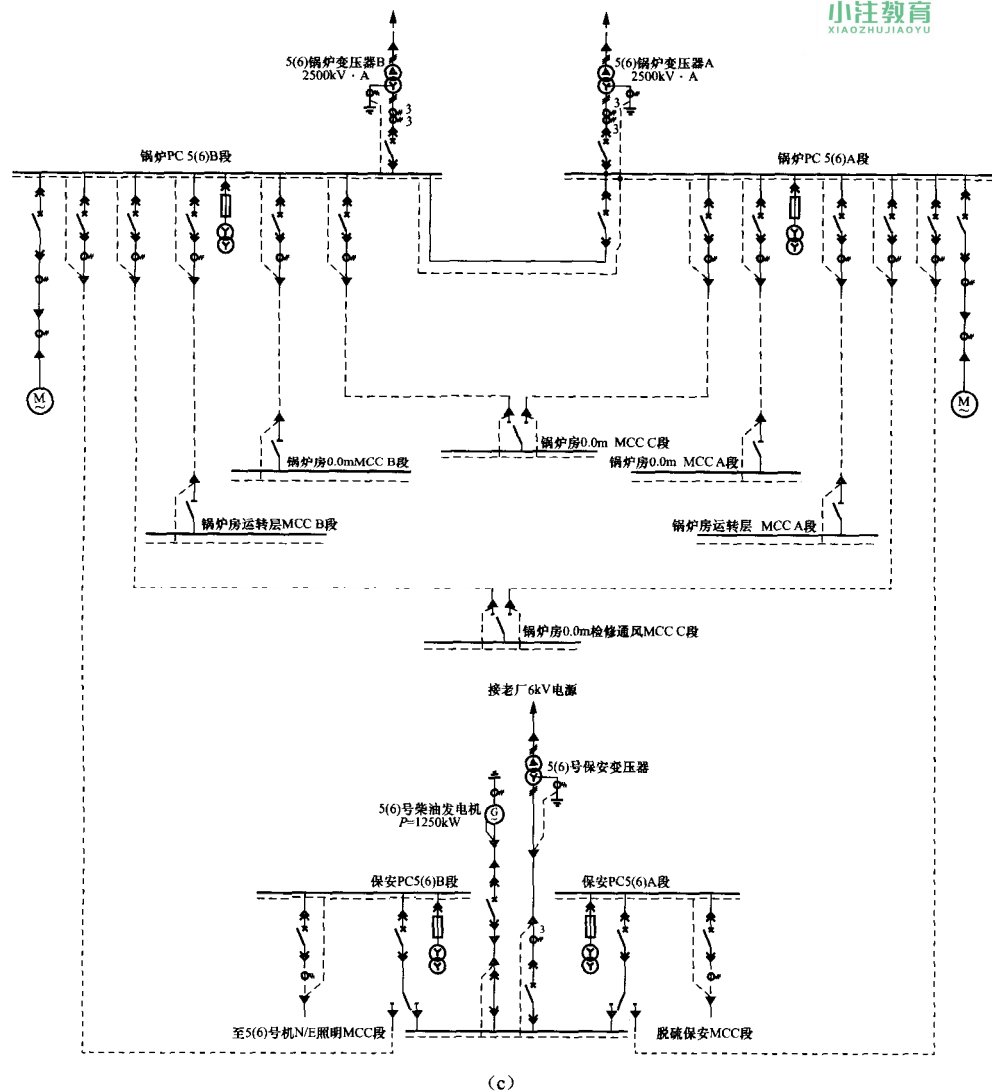 小注教育
XIAOZHUJIAOYU
5(6)锅炉变压器B
2500kV·A
5(6)锅炉变压器A
2500kV·A
3
3
3
3
锅炉PC 5(6)B段
锅炉PC 5(6)A段
M
~
M
~
锅炉房0.0m MCC C段
锅炉房0.0mMCC B段
锅炉房0.0m MCC A段
锅炉房运转层MCC B段
锅炉房运转层 MCC A段
锅炉房0.0m检修通风MCC C段
接老厂6kV电源
5(6)号保安变压器
5(6)号柴油发电机
P=1250kW
G
~
保安PC5(6)B段
保安PC5(6)A段
3
至5(6)号机N/E照明MCC段
脱硫保安MCC段
（c）